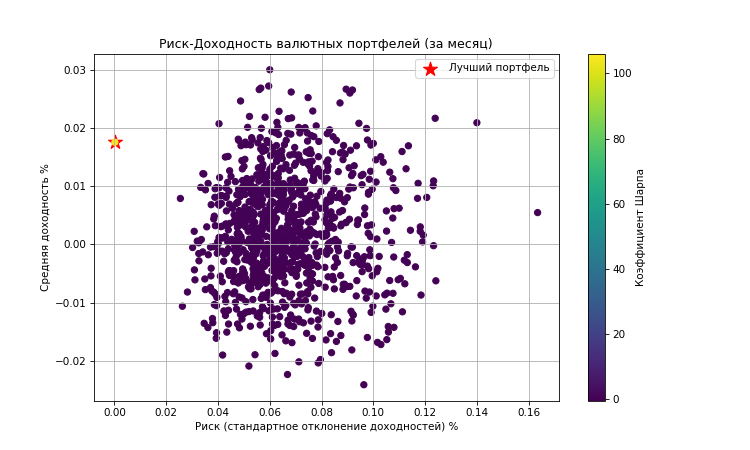 Риск-Доходность валютных портфелей (за месяц)
Лучший портфель
Средняя доходность %
0.03
0.02
0.01
0.00
−0.01
−0.02
0.00 0.02 0.04 0.06 0.08 0.10 0.12 0.14 0.16
Риск (стандартное отклонение доходностей) %
100
80
60
40
20
0
Коэффициент Шарпа